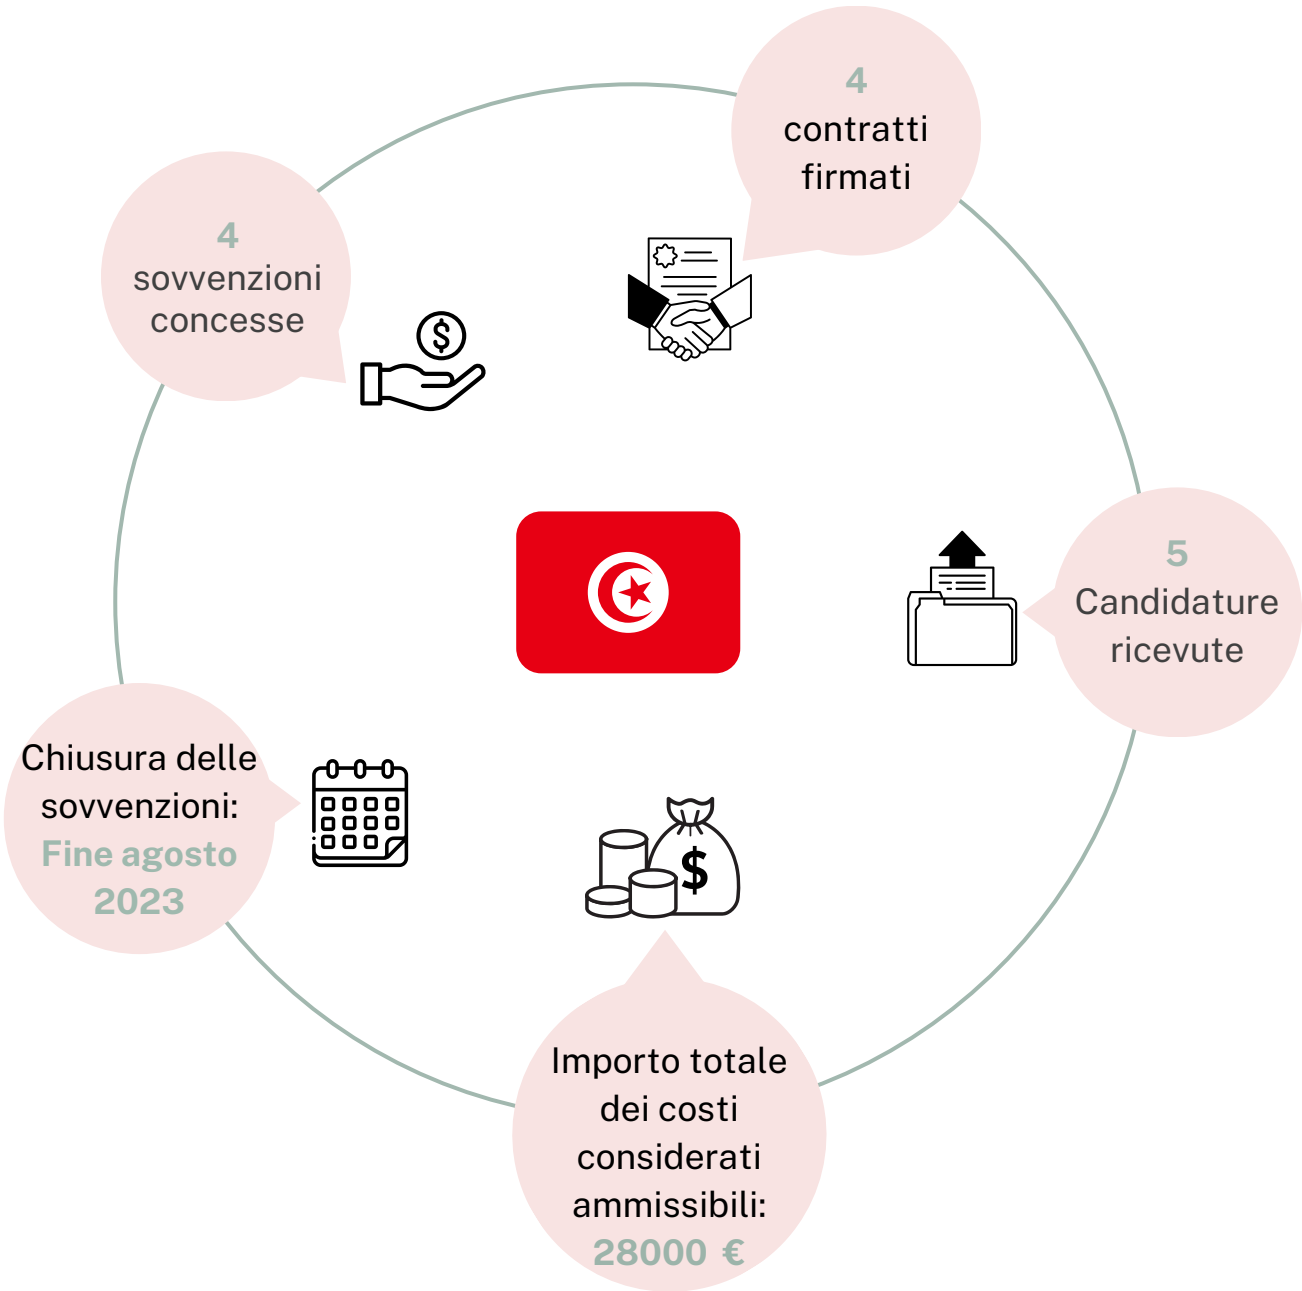 4
contratti
firmati
4
sovvenzioni
concesse
$
5
Candidature
ricevute
Chiusura delle
sovvenzioni:
Fine agosto
2023
$
Importo totale
dei costi
considerati
ammissibili:
28000 €